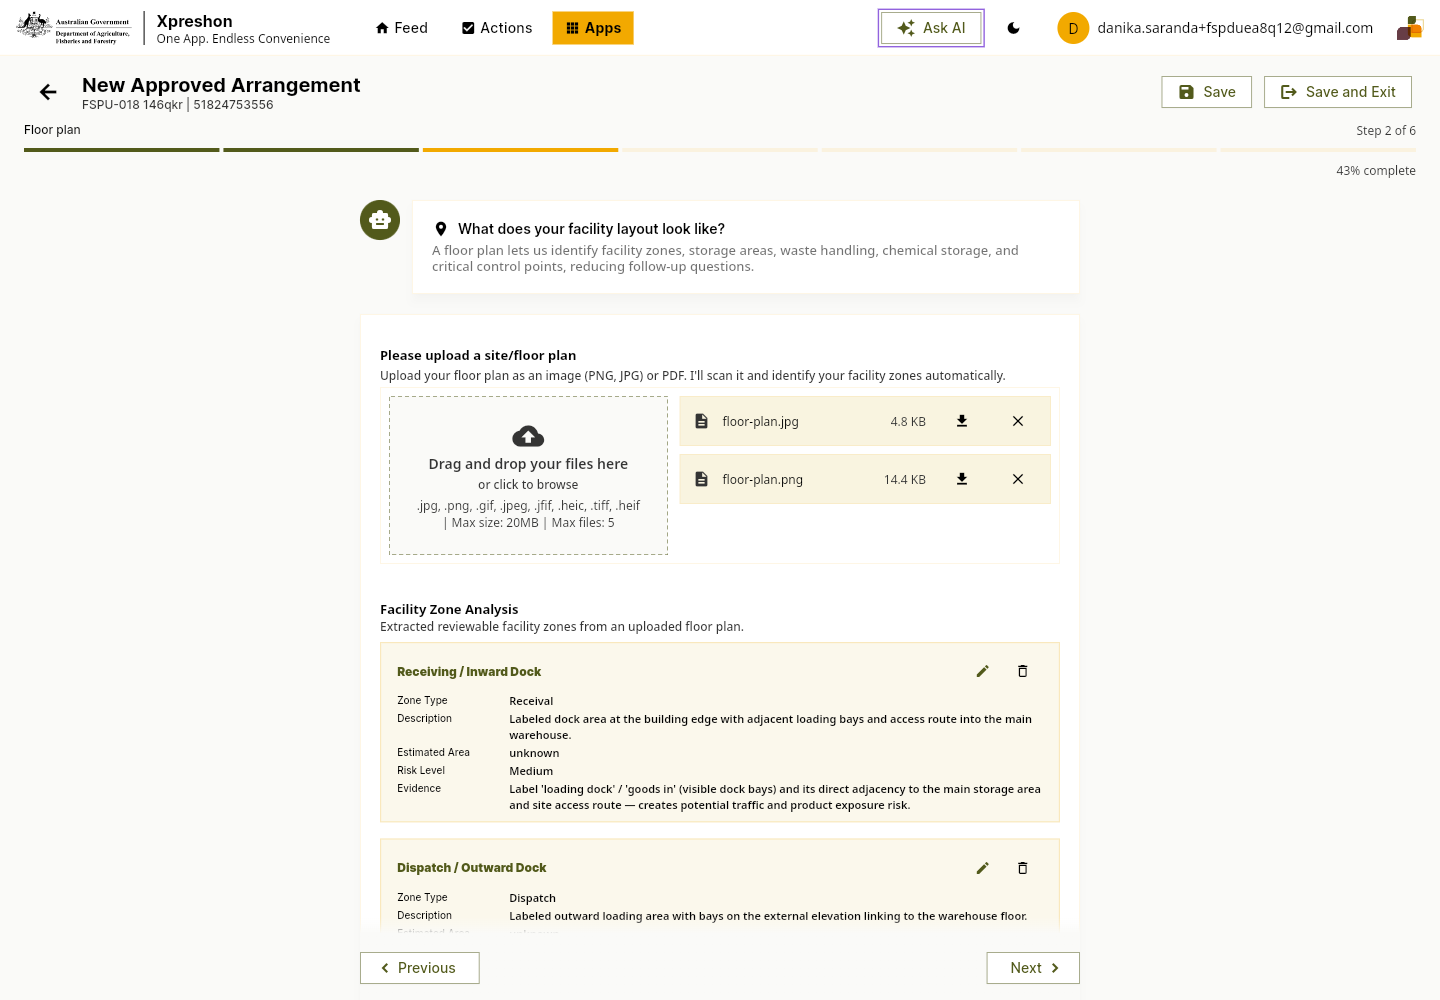 Australian Government
Department of Agriculture,
Fisheries and Forestry
Xpreshon
One App. Endless Convenience
Feed
Actions
Apps
Ask AI
D
danika.saranda+fspduea8q12@gmail.com
New Approved Arrangement
FSPU-018 146qkr | 51824753556
Save
Save and Exit
Floor plan
Step 2 of 6
43% complete
What does your facility layout look like?
A floor plan lets us identify facility zones, storage areas, waste handling, chemical storage, and
critical control points, reducing follow-up questions.
Please upload a site/floor plan
Upload your floor plan as an image (PNG, JPG) or PDF. I'll scan it and identify your facility zones automatically.
Drag and drop your files here
or click to browse
.jpg, .png, .gif, .jpeg, .jfif, .heic, .tiff, .heif
| Max size: 20MB | Max files: 5
floor-plan.jpg 4.8 KB
floor-plan.png 14.4 KB
Facility Zone Analysis
Extracted reviewable facility zones from an uploaded floor plan.
Receiving / Inward Dock
Zone Type Receival
Description Labeled dock area at the building edge with adjacent loading bays and access route into the main
warehouse.
Estimated Area unknown
Risk Level Medium
Evidence Label 'loading dock' / 'goods in' (visible dock bays) and its direct adjacency to the main storage area
and site access route — creates potential traffic and product exposure risk.
Dispatch / Outward Dock
Zone Type Dispatch
Description Labeled outward loading area with bays on the external elevation linking to the warehouse floor.
Estimated Area unknown
Previous
Next